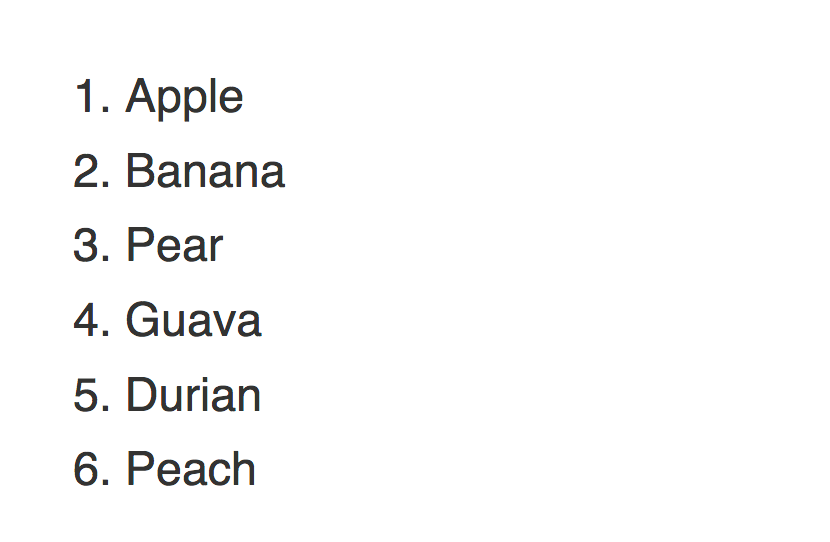 1. Apple
2. Banana
3. Pear
4. Guava
5. Durian
6. Peach